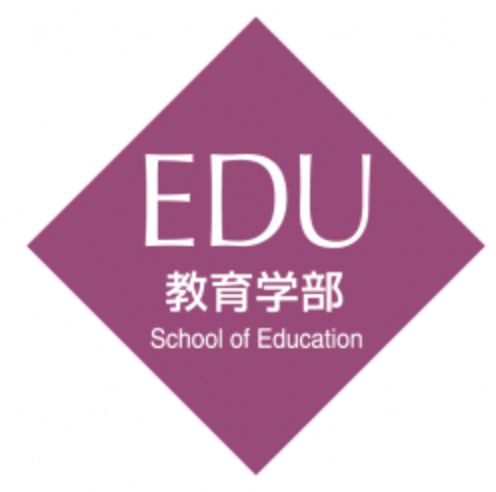 EDU
教育学部
School of Education